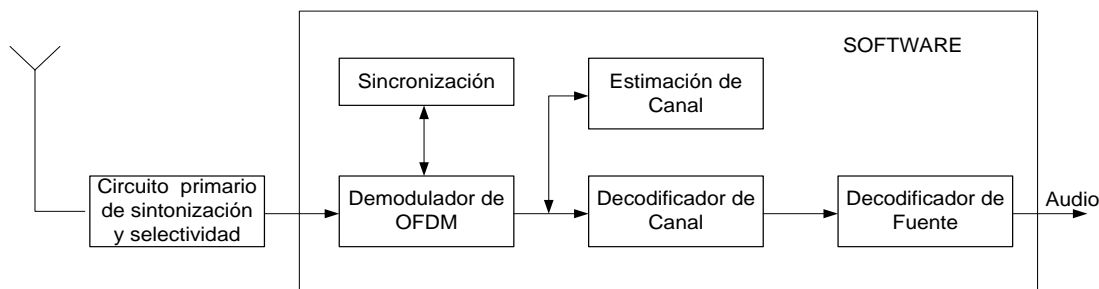 SOFTWARE
Sincronización
Estimación de
Canal
Circuito primario
de sintonización
y selectividad
Demodulador de
OFDM
Decodificador de
Canal
Decodificador de
Fuente
Audio